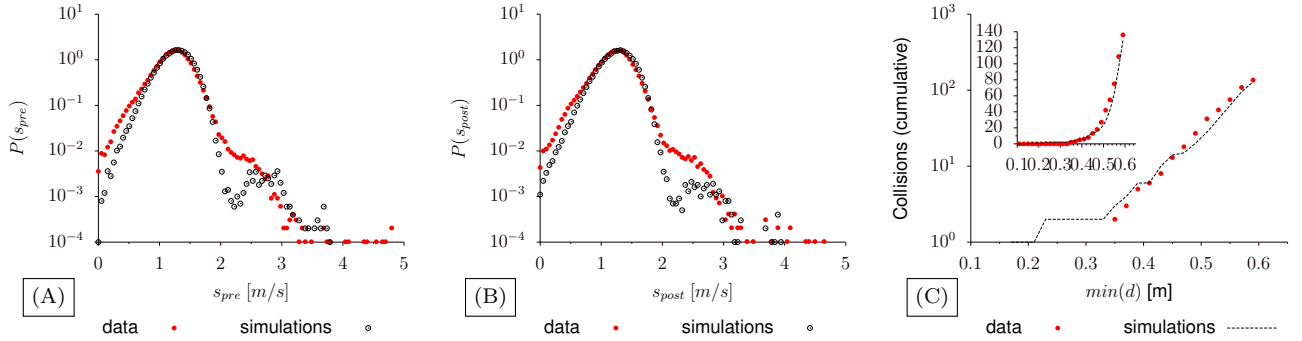 10^1
10^0
10^-1
10^-2
10^-3
10^-4
P(s_pre)
0 1 2 3 4 5
s_pre [m/s]
(A)
data simulations
10^1
10^0
10^-1
10^-2
10^-3
10^-4
P(s_post)
0 1 2 3 4 5
s_post [m/s]
(B)
data simulations
10^3
10^2
10^1
10^0
Collisions (cumulative)
140
120
100
80
60
40
20
0
0.1 0.2 0.3 0.4 0.5 0.6
0.1 0.2 0.3 0.4 0.5 0.6
min(d) [m]
(C)
data simulations